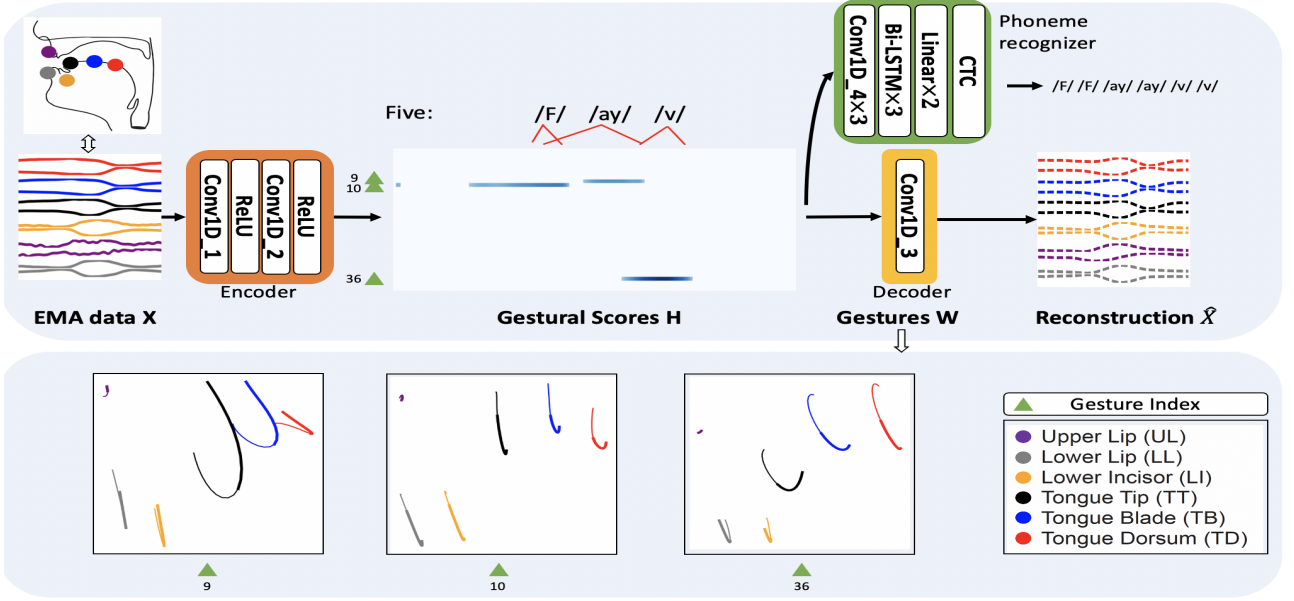 Conv1D_1
ReLU
Conv1D_2
ReLU
Encoder
EMA data X
Five: /F/ /ay/ /v/
9
10
36
Gestural Scores H
Conv1D_4×3
Bi-LSTM×3
Linear×2
CTC
Phoneme
recognizer
/F/ /F/ /ay/ /ay/ /v/ /v/
Conv1D_3
Decoder
Gestures W
Reconstruction X̂
9
10
36
Gesture Index
Upper Lip (UL)
Lower Lip (LL)
Lower Incisor (LI)
Tongue Tip (TT)
Tongue Blade (TB)
Tongue Dorsum (TD)